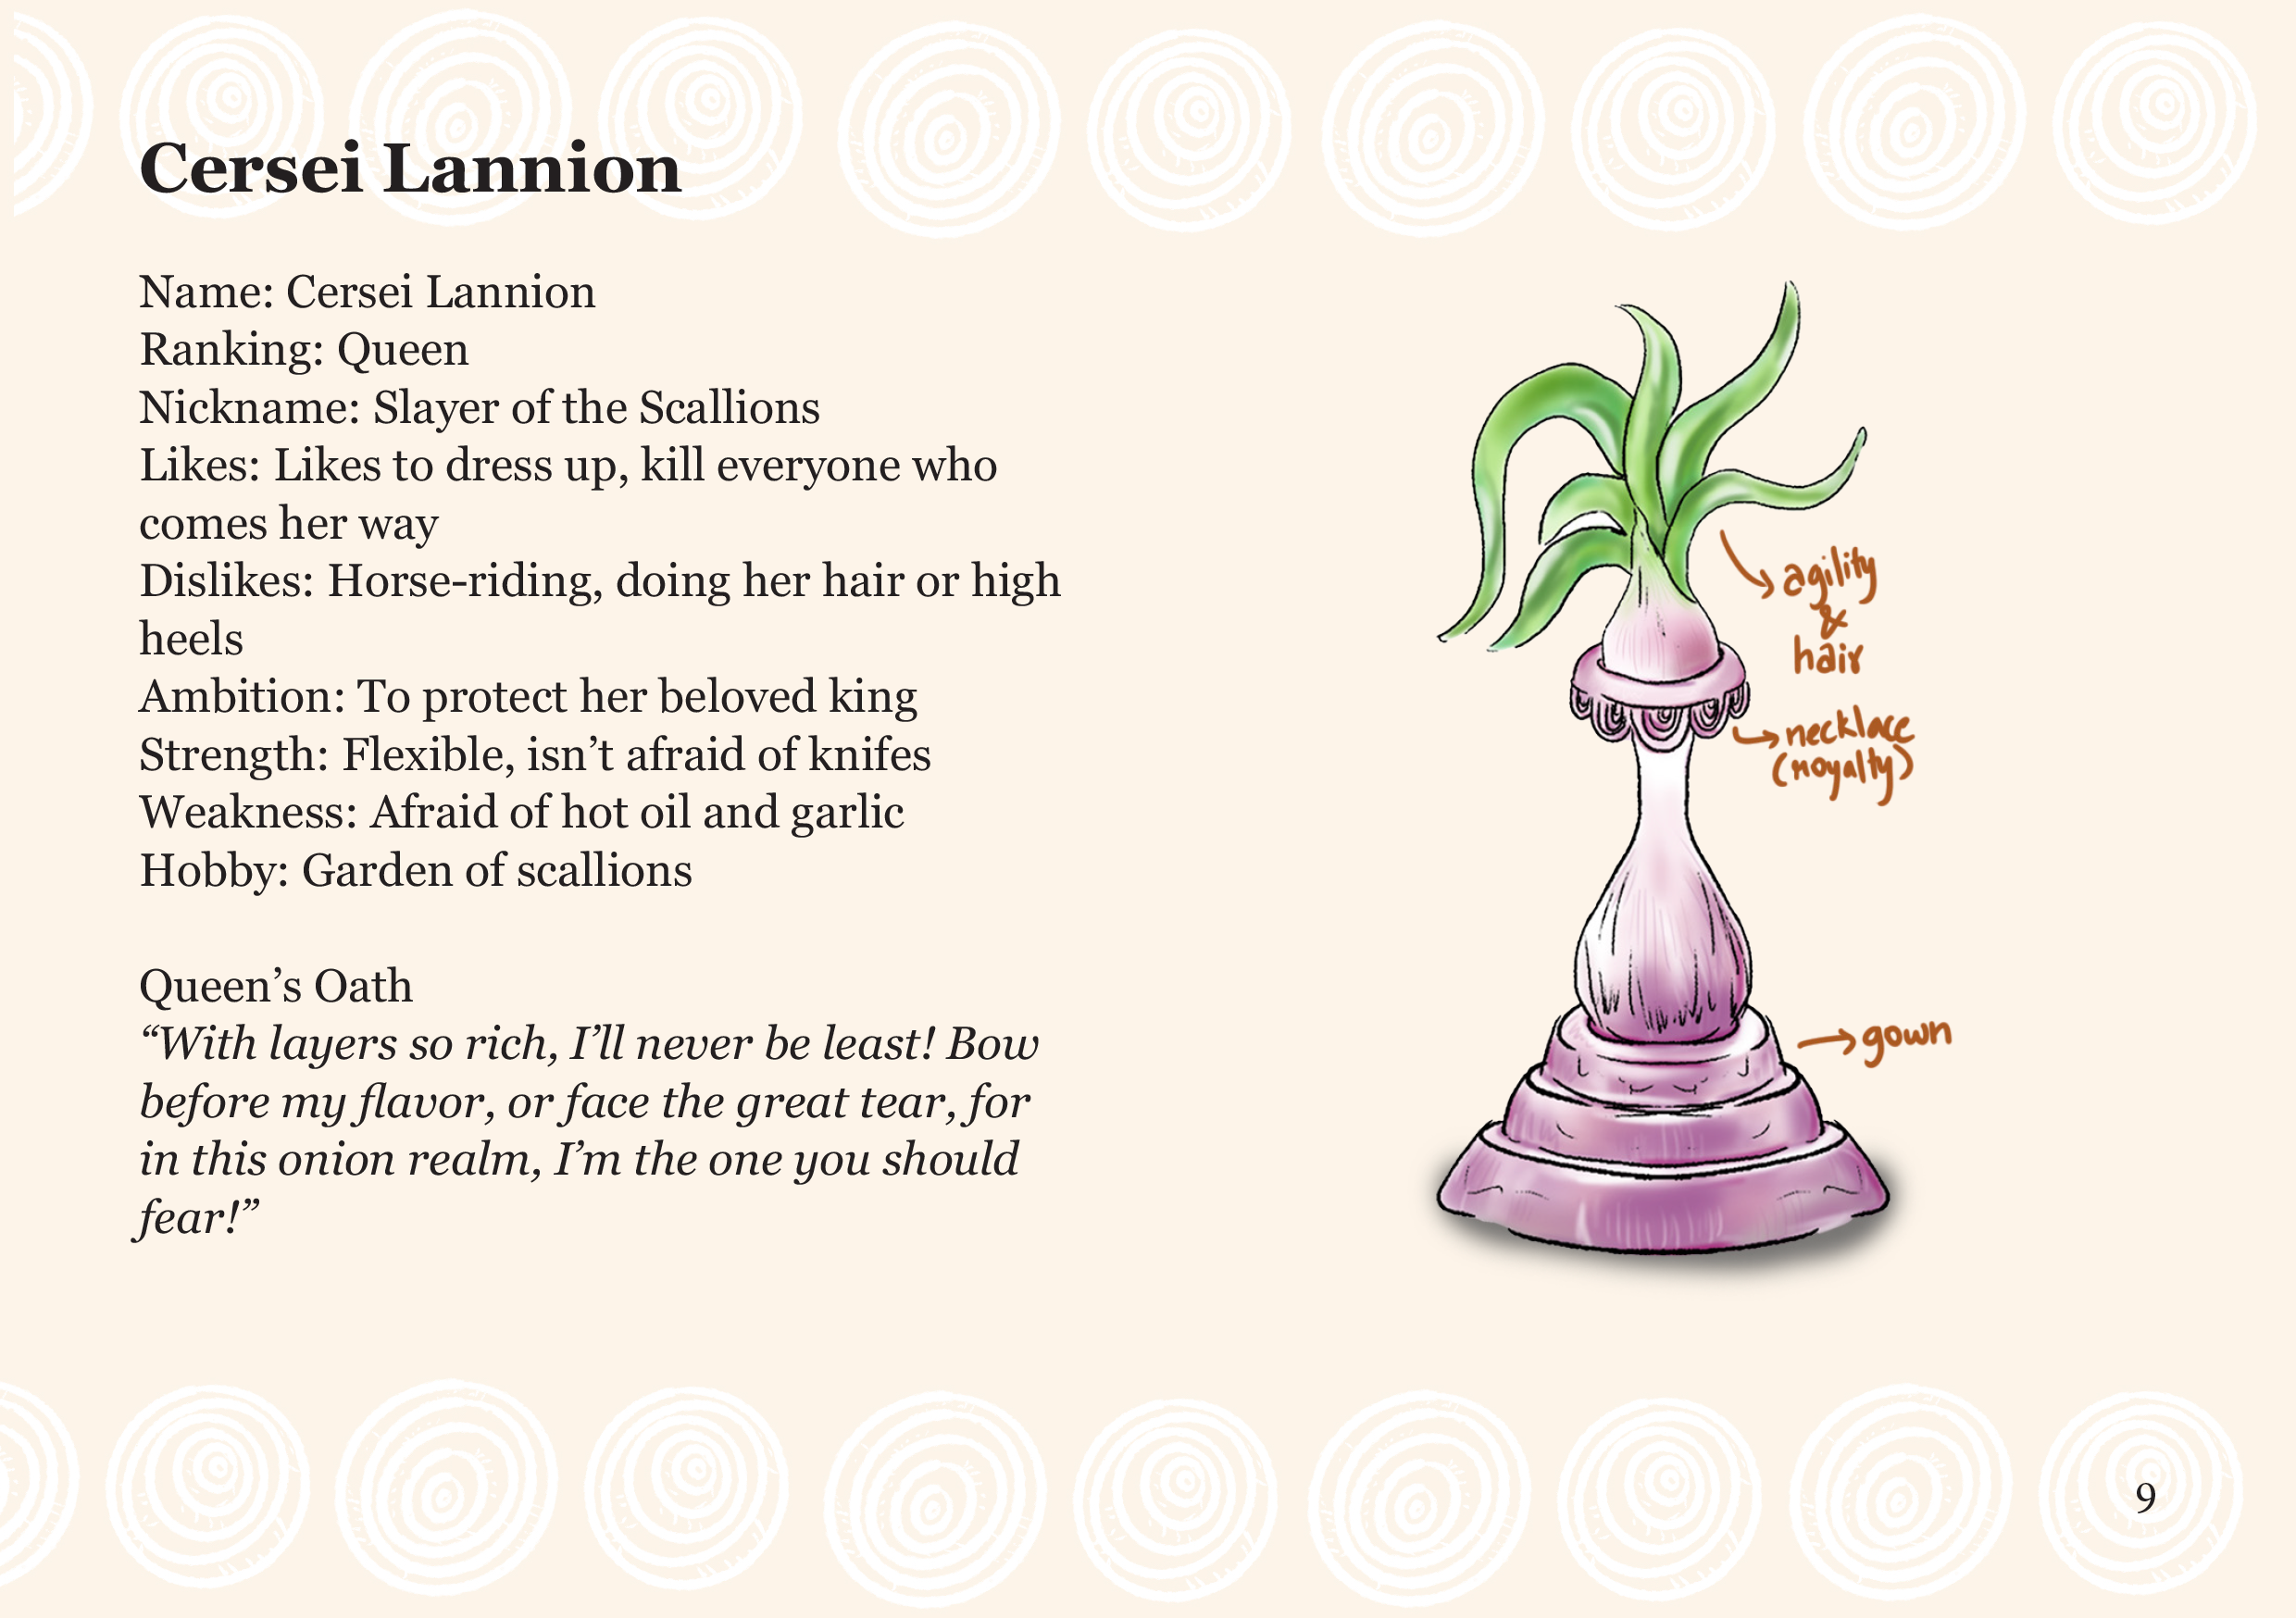 Cersei Lannion
Name: Cersei Lannion
Ranking: Queen
Nickname: Slayer of the Scallions
Likes: Likes to dress up, kill everyone who
comes her way
Dislikes: Horse-riding, doing her hair or high
heels
Ambition: To protect her beloved king
Strength: Flexible, isn’t afraid of knifes
Weakness: Afraid of hot oil and garlic
Hobby: Garden of scallions
Queen’s Oath
“With layers so rich, I’ll never be least! Bow
before my flavor, or face the great tear, for
in this onion realm, I’m the one you should
fear!”
agility
&
hair
necklace
(royalty)
gown
9